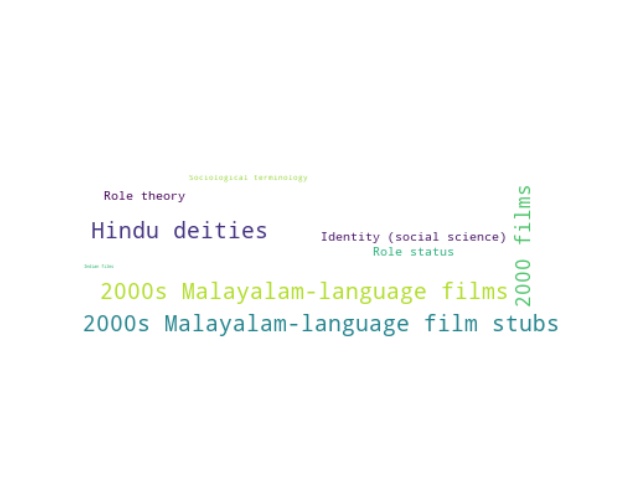 Sociological terminology
Role theory
Hindu deities
Identity (social science)
Role status
Indian films
2000s Malayalam-language films
2000s Malayalam-language film stubs
2000 films